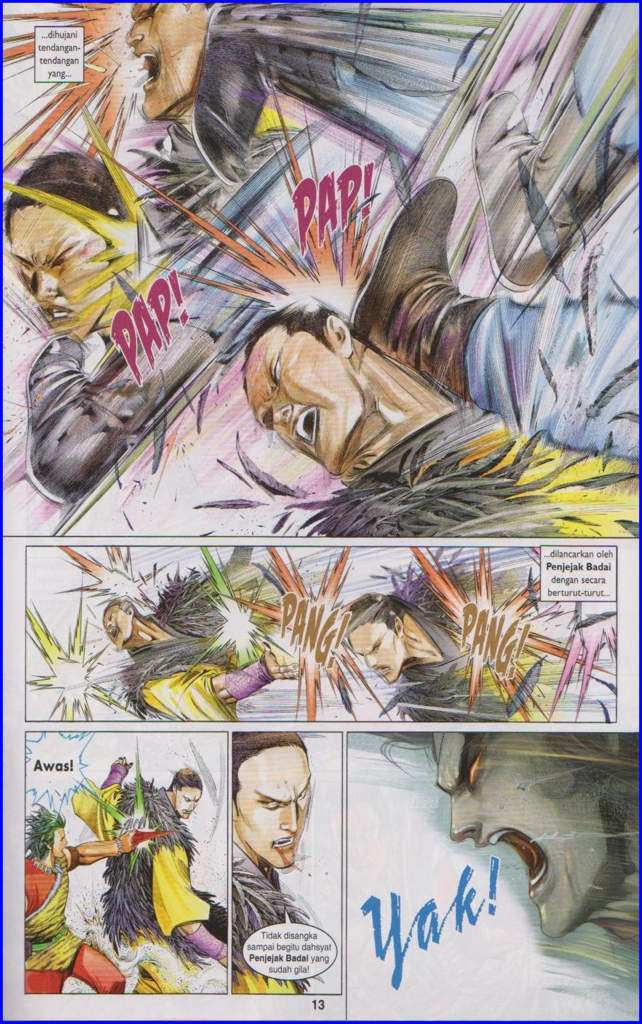 ...dihujani
tendangan-
tendangan
yang...
PAP!
PAP!
...dilancarkan oleh
Penjejak Badai
dengan secara
berturut-turut...
PANG!
PANG!
Awas!
Tidak disangka
sampai begitu dahsyat
Penjejak Badai yang
sudah gila!
Yak!
13